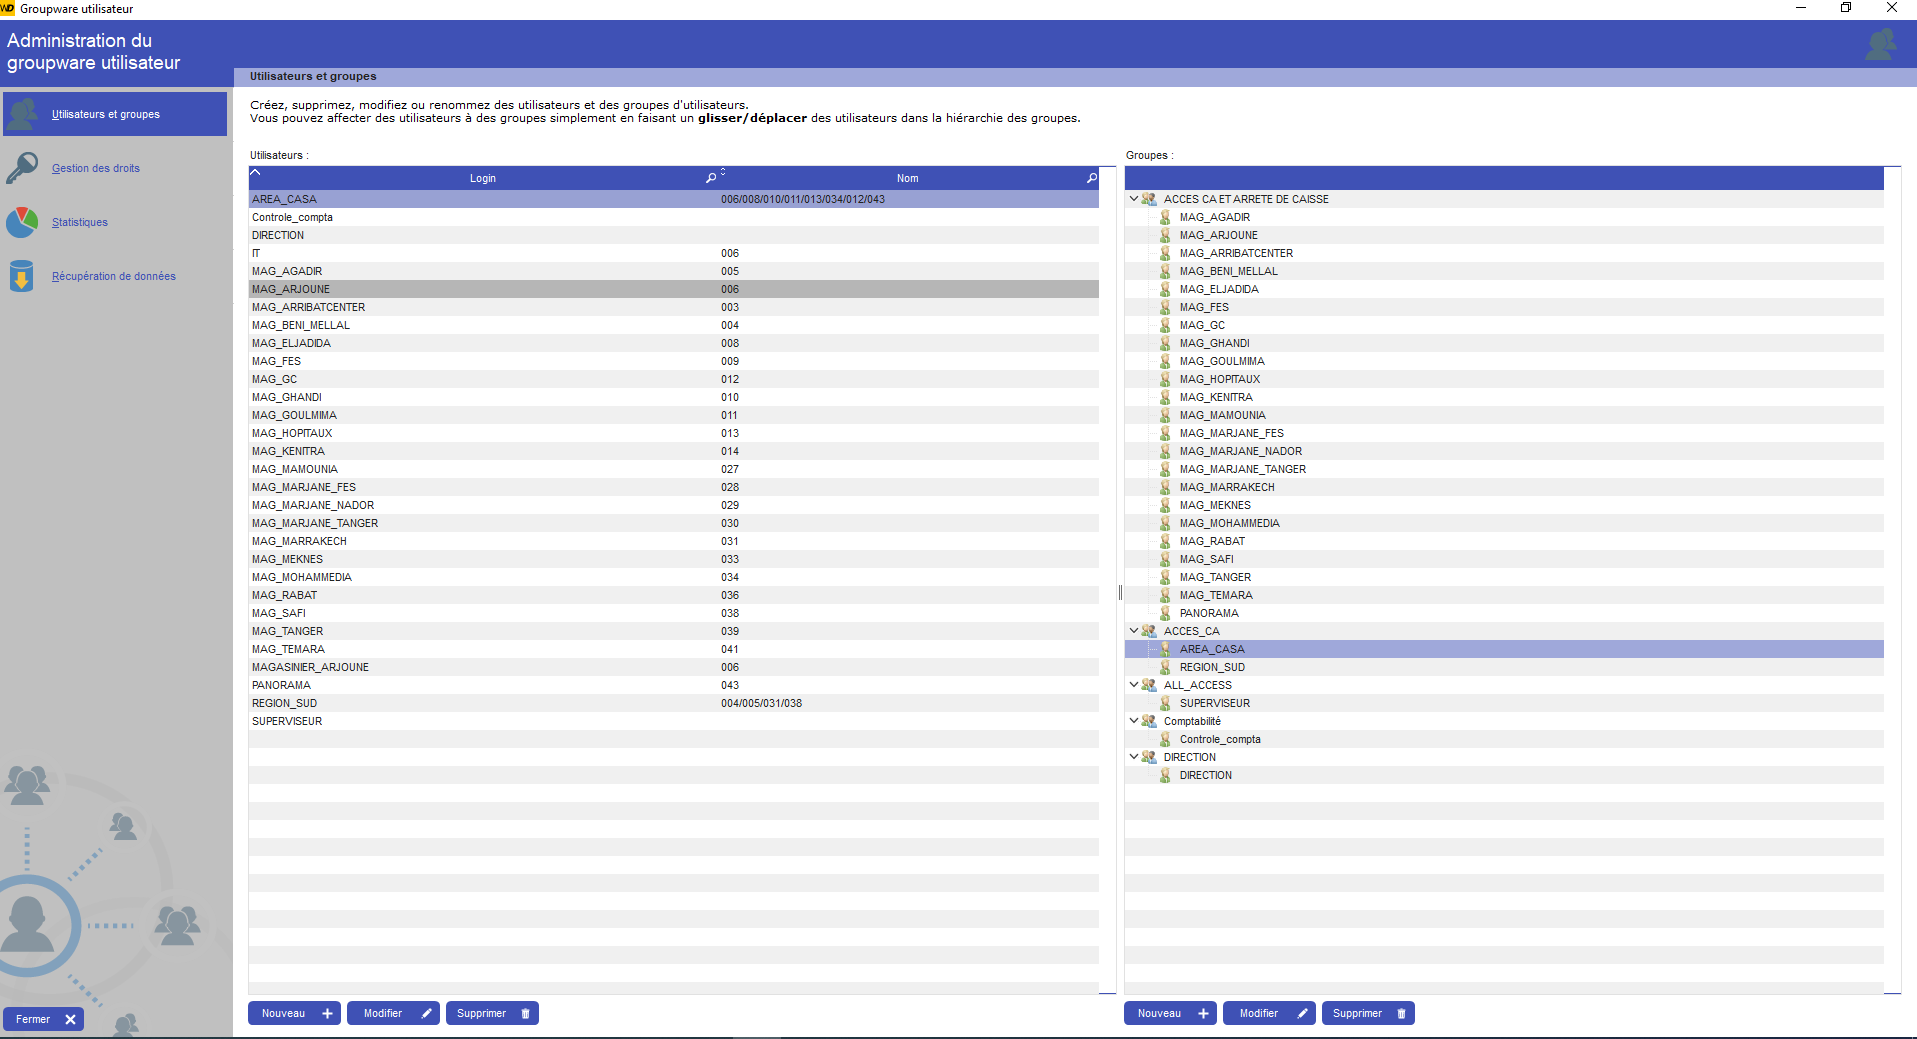 WD Groupware utilisateur
Administration du
groupware utilisateur
Utilisateurs et groupes
Gestion des droits
Statistiques
Récupération de données
Fermer
Utilisateurs et groupes
Créez, supprimez, modifiez ou renommez des utilisateurs et des groupes d'utilisateurs.
Vous pouvez affecter des utilisateurs à des groupes simplement en faisant un glisser/déplacer des utilisateurs dans la hiérarchie des groupes.
Utilisateurs :
Login Nom
AREA_CASA 006/008/010/011/013/034/012/043
Controle_compta
DIRECTION
IT 006
MAG_AGADIR 005
MAG_ARJOUNE 006
MAG_ARRIBATCENTER 003
MAG_BENI_MELLAL 004
MAG_ELJADIDA 008
MAG_FES 009
MAG_GC 012
MAG_GHANDI 010
MAG_GOULMIMA 011
MAG_HOPITAUX 013
MAG_KENITRA 014
MAG_MAMOUNIA 027
MAG_MARJANE_FES 028
MAG_MARJANE_NADOR 029
MAG_MARJANE_TANGER 030
MAG_MARRAKECH 031
MAG_MEKNES 033
MAG_MOHAMMEDIA 034
MAG_RABAT 036
MAG_SAFI 038
MAG_TANGER 039
MAG_TEMARA 041
MAGASINIER_ARJOUNE 006
PANORAMA 043
REGION_SUD 004/005/031/038
SUPERVISEUR
Nouveau Modifier Supprimer
Groupes :
ACCES CA ET ARRETE DE CAISSE
MAG_AGADIR
MAG_ARJOUNE
MAG_ARRIBATCENTER
MAG_BENI_MELLAL
MAG_ELJADIDA
MAG_FES
MAG_GC
MAG_GHANDI
MAG_GOULMIMA
MAG_HOPITAUX
MAG_KENITRA
MAG_MAMOUNIA
MAG_MARJANE_FES
MAG_MARJANE_NADOR
MAG_MARJANE_TANGER
MAG_MARRAKECH
MAG_MEKNES
MAG_MOHAMMEDIA
MAG_RABAT
MAG_SAFI
MAG_TANGER
MAG_TEMARA
PANORAMA
ACCES_CA
AREA_CASA
REGION_SUD
ALL_ACCESS
SUPERVISEUR
Comptabilité
Controle_compta
DIRECTION
DIRECTION
Nouveau Modifier Supprimer